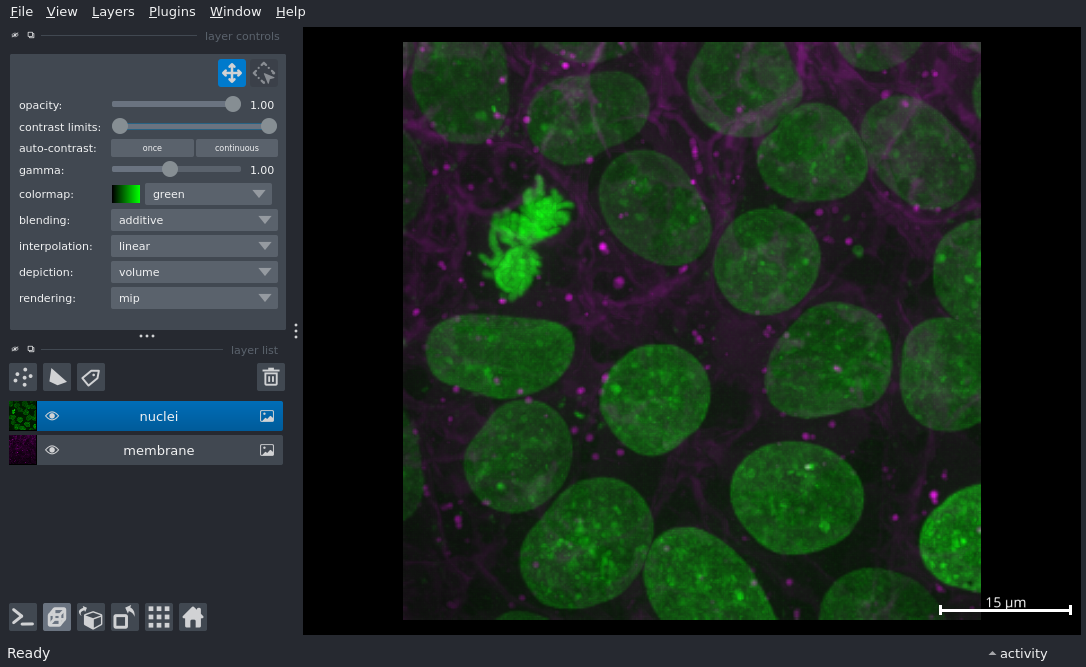 File View Layers Plugins Window Help
layer controls
opacity: 1.00
contrast limits:
auto-contrast: once continuous
gamma: 1.00
colormap: green
blending: additive
interpolation: linear
depiction: volume
rendering: mip
layer list
nuclei
membrane
15 µm
Ready activity